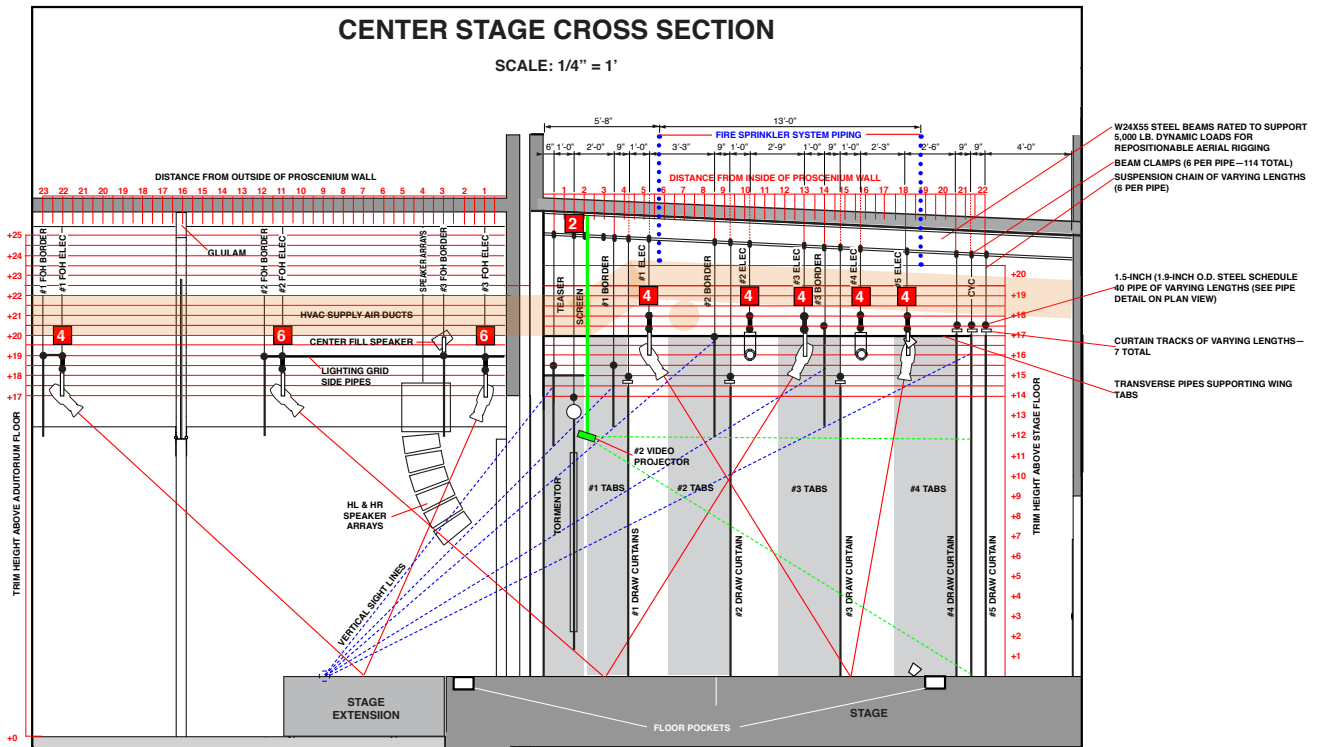 CENTER STAGE CROSS SECTION
SCALE: 1/4” = 1’
5'-8"
13'-0"
FIRE SPRINKLER SYSTEM PIPING
6"
1'-0"
2'-0"
9"
1'-0"
3'-3"
9"
1'-0"
2'-9"
1'-0"
9"
1'-0"
2'-3"
2'-6"
9"
9"
4'-0"
DISTANCE FROM OUTSIDE OF PROSCENIUM WALL
DISTANCE FROM INSIDE OF PROSCENIUM WALL
23 22 21 20 19 18 17 16 15 14 13 12 11 10 9 8 7 6 5 4 3 2 1
1 2 3 4 5 6 7 8 9 10 11 12 13 14 15 16 17 18 19 20 21 22
W24X55 STEEL BEAMS RATED TO SUPPORT
5,000 LB. DYNAMIC LOADS FOR
REPOSITIONABLE AERIAL RIGGING
BEAM CLAMPS (6 PER PIPE—114 TOTAL)
SUSPENSION CHAIN OF VARYING LENGTHS
(6 PER PIPE)
1.5-INCH (1.9-INCH O.D. STEEL SCHEDULE
40 PIPE OF VARYING LENGTHS (SEE PIPE
DETAIL ON PLAN VIEW)
CURTAIN TRACKS OF VARYING LENGTHS—
7 TOTAL
TRANSVERSE PIPES SUPPORTING WING
TABS
+25
+24
+23
+22
+21
+20
+19
+18
+17
+0
TRIM HEIGHT ABOVE ADUTORIUM FLOOR
#1 FOH BORDER
#1 FOH ELEC
GLULAM
#2 FOH BORDER
#2 FOH ELEC
SPEAKER ARRAYS
#3 FOH BORDER
#3 FOH ELEC
HVAC SUPPLY AIR DUCTS
CENTER FILL SPEAKER
LIGHTING GRID
SIDE PIPES
4
6
6
HL & HR
SPEAKER
ARRAYS
VERTICAL SIGHT LINES
2
TEASER
SCREEN
#1 BORDER
#1 ELEC
#2 BORDER
#2 ELEC
#3 ELEC
#3 BORDER
#4 ELEC
#5 ELEC
CYC
4
4
4
4
4
#2 VIDEO
PROJECTOR
TORMENTOR
#1 TABS
#2 TABS
#3 TABS
#4 TABS
#1 DRAW CURTAINS
#2 DRAW CURTAIN
#3 DRAW CURTAIN
#4 DRAW CURTAIN
#5 DRAW CURTAIN
+20
+19
+18
+17
+16
+15
+14
+13
+12
+11
+10
+9
+8
+7
+6
+5
+4
+3
+2
+1
TRIM HEIGHT ABOVE STAGE FLOOR
STAGE
EXTENSIION
FLOOR POCKETS
STAGE